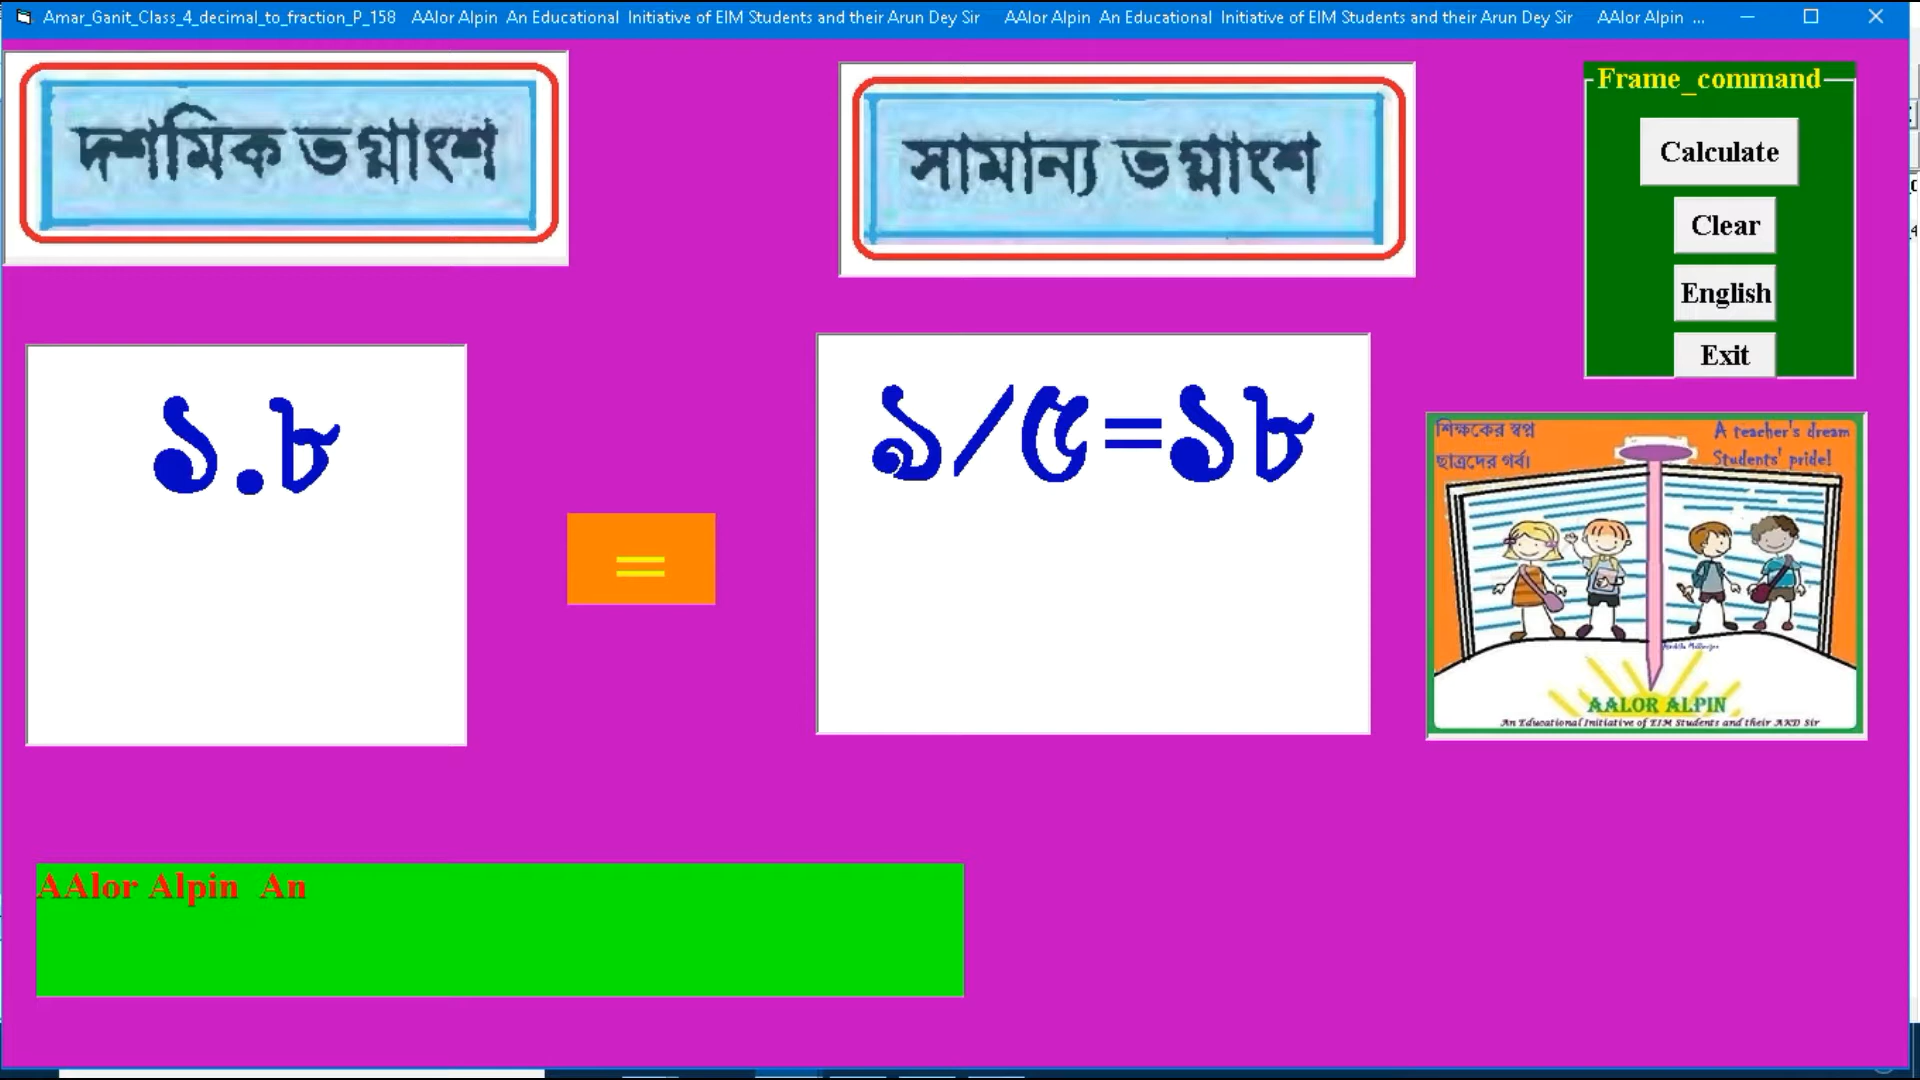 Amar_Ganit_Class_4_decimal_to_fraction_P_158 AAlor Alpin An Educational Initiative of EIM Students and their Arun Dey Sir AAlor Alpin An Educational Initiative of EIM Students and their Arun Dey Sir AAlor Alpin ...
দশমিক ভগ্নাংশ
সামান্য ভগ্নাংশ
Frame_command
Calculate
Clear
English
Exit
১.৮
=
৯/৫=১৮
শিক্ষকের স্বপ্ন
ছাত্রদের গর্ব।
A teacher's dream
Students' pride!
AALOR ALPIN
An Educational Initiative of EIM Students and their AKD Sir
AAlor Alpin An